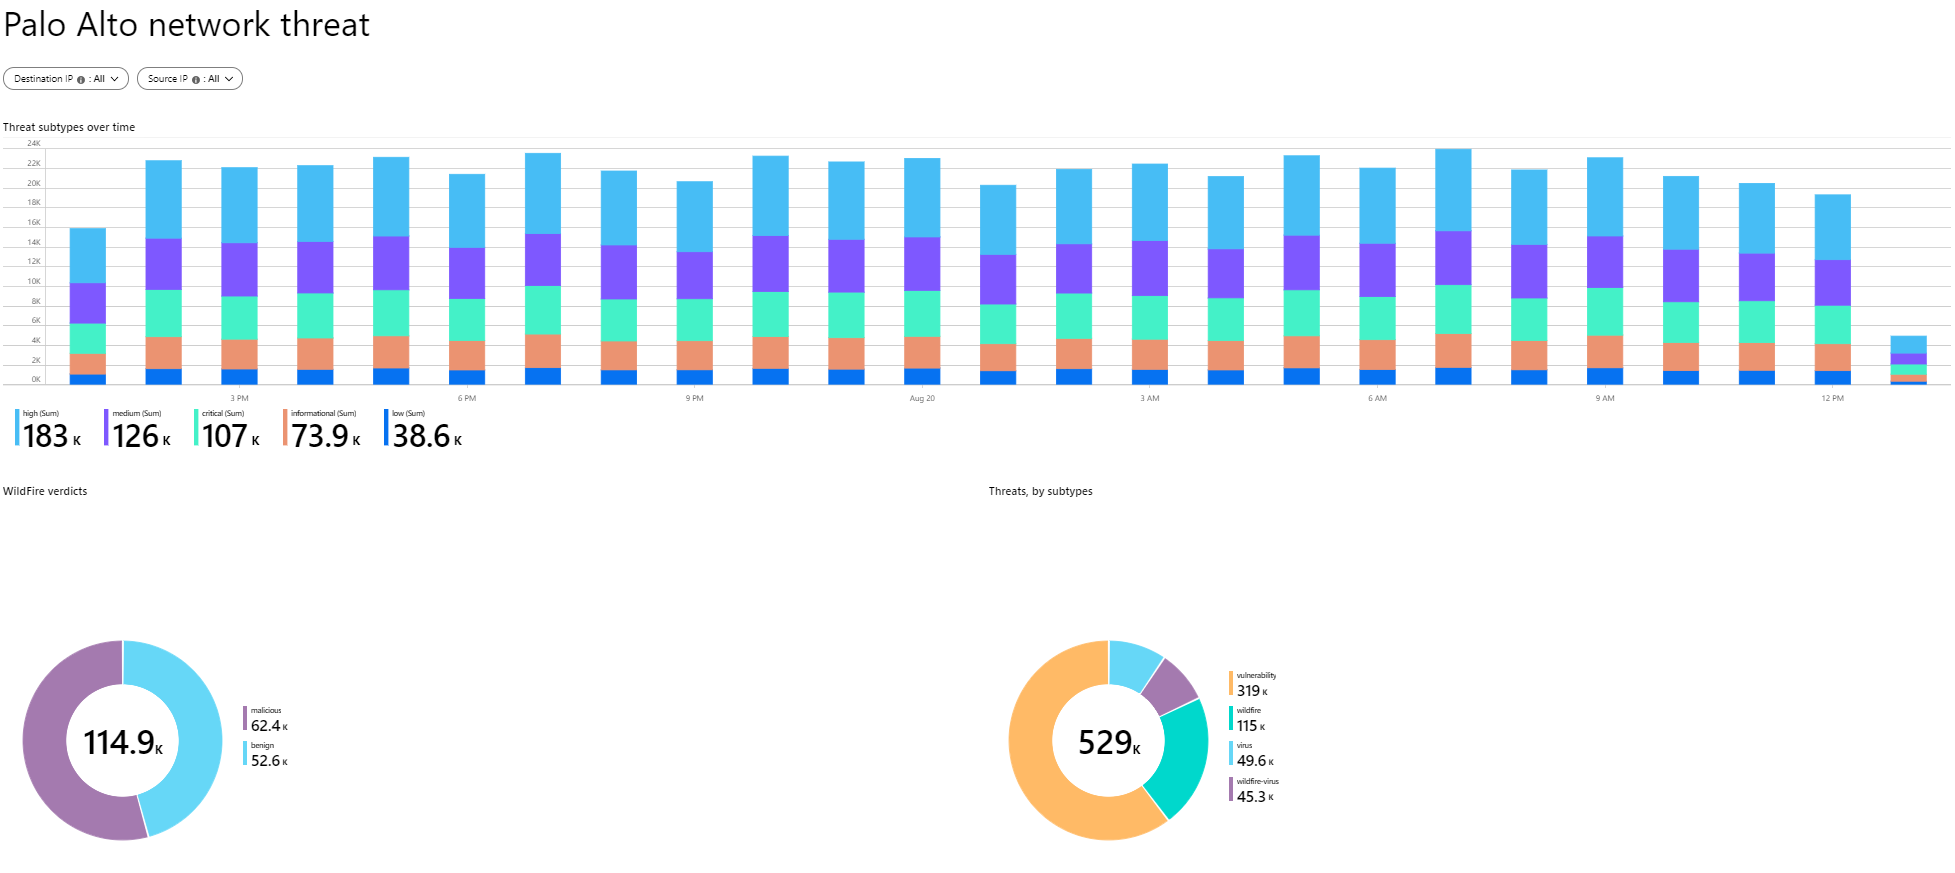 Palo Alto network threat
Destination IP : All
Source IP : All
Threat subtypes over time
24K
22K
20K
18K
16K
14K
12K
10K
8K
6K
4K
2K
0K
3 PM
6 PM
9 PM
Aug 20
3 AM
6 AM
9 AM
12 PM
high (Sum)
183 K
medium (Sum)
126 K
critical (Sum)
107 K
informational (Sum)
73.9 K
low (Sum)
38.6 K
WildFire verdicts
114.9K
malicious
62.4 K
benign
52.6 K
Threats, by subtypes
529K
vulnerability
319 K
wildfire
115 K
virus
49.6 K
wildfire-virus
45.3 K